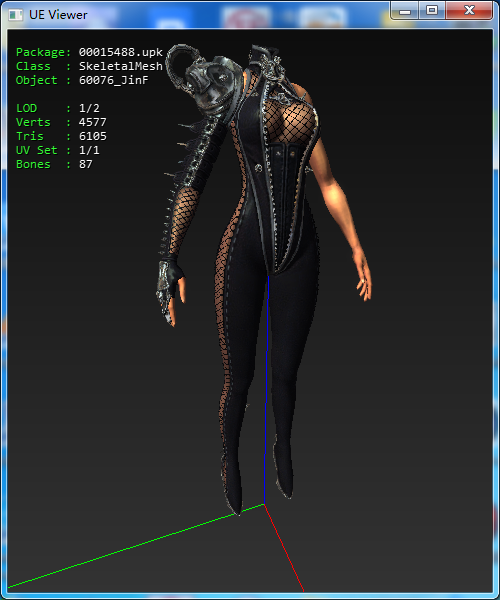 UE Viewer
Package: 00015488.upk
Class : SkeletalMesh
Object : 60076_JinF
LOD : 1/2
Verts : 4577
Tris : 6105
UV Set : 1/1
Bones : 87